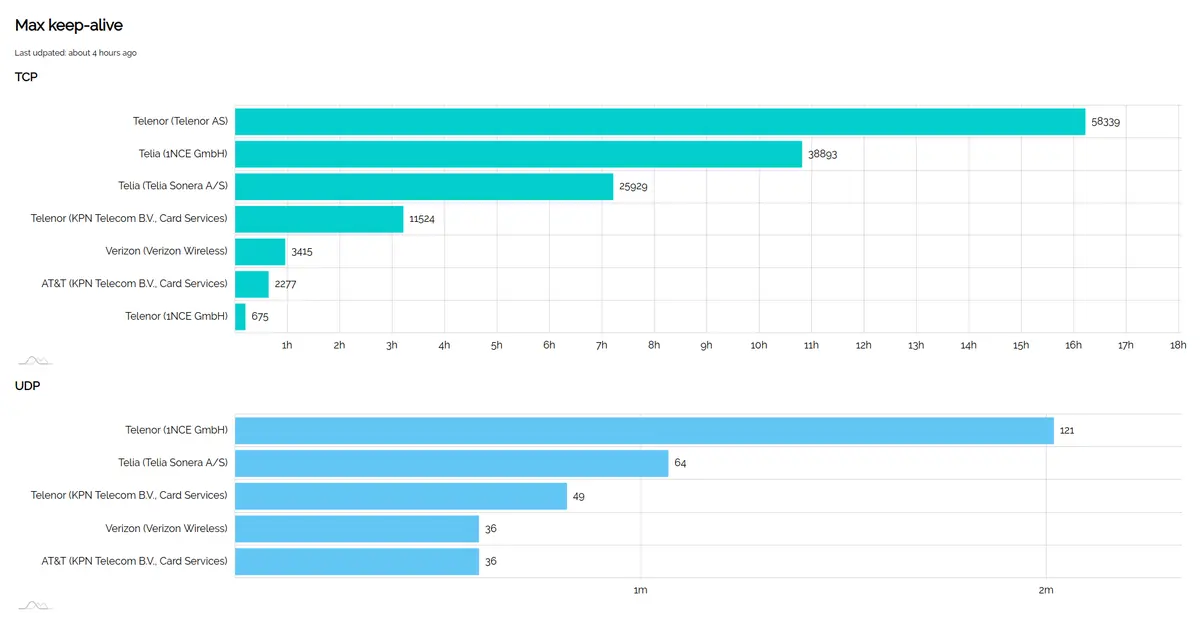 Max keep-alive
Last udpated: about 4 hours ago
TCP
Telenor (Telenor AS) 58339
Telia (1NCE GmbH) 38893
Telia (Telia Sonera A/S) 25929
Telenor (KPN Telecom B.V., Card Services) 11524
Verizon (Verizon Wireless) 3415
AT&T (KPN Telecom B.V., Card Services) 2277
Telenor (1NCE GmbH) 675
1h 2h 3h 4h 5h 6h 7h 8h 9h 10h 11h 12h 13h 14h 15h 16h 17h 18h
UDP
Telenor (1NCE GmbH) 121
Telia (Telia Sonera A/S) 64
Telenor (KPN Telecom B.V., Card Services) 49
Verizon (Verizon Wireless) 36
AT&T (KPN Telecom B.V., Card Services) 36
1m 2m